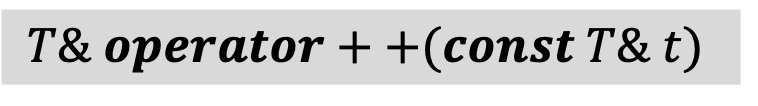 T& operator + +(const T& t)